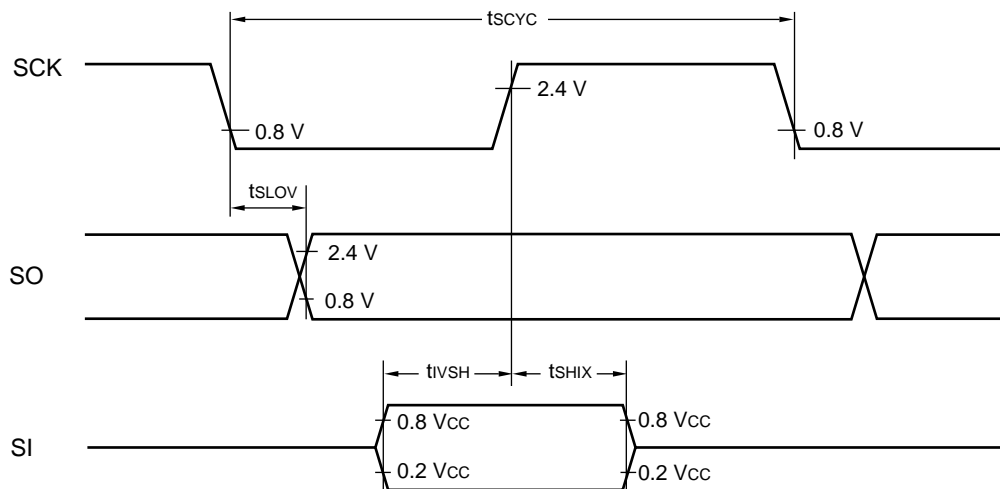 tSCYC
SCK
2.4 V
0.8 V
0.8 V
tSLOV
2.4 V
SO
0.8 V
tIVSH
tSHIX
0.8 VCC
0.8 VCC
SI
0.2 VCC
0.2 VCC